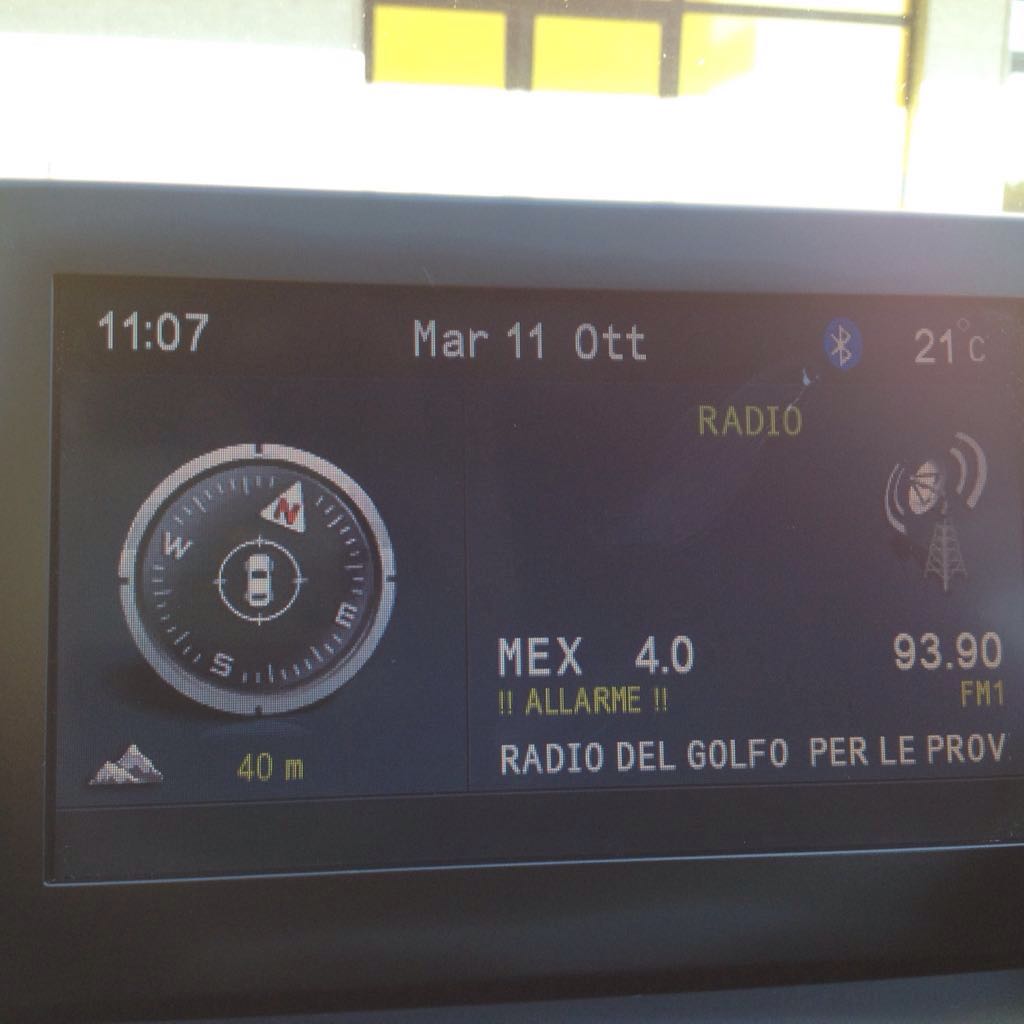 11:07 Mar 11 Ott 21°C
RADIO
N
W
E
S
MEX 4.0 93.90
!! ALLARME !! FM1
RADIO DEL GOLFO PER LE PROV
40 m